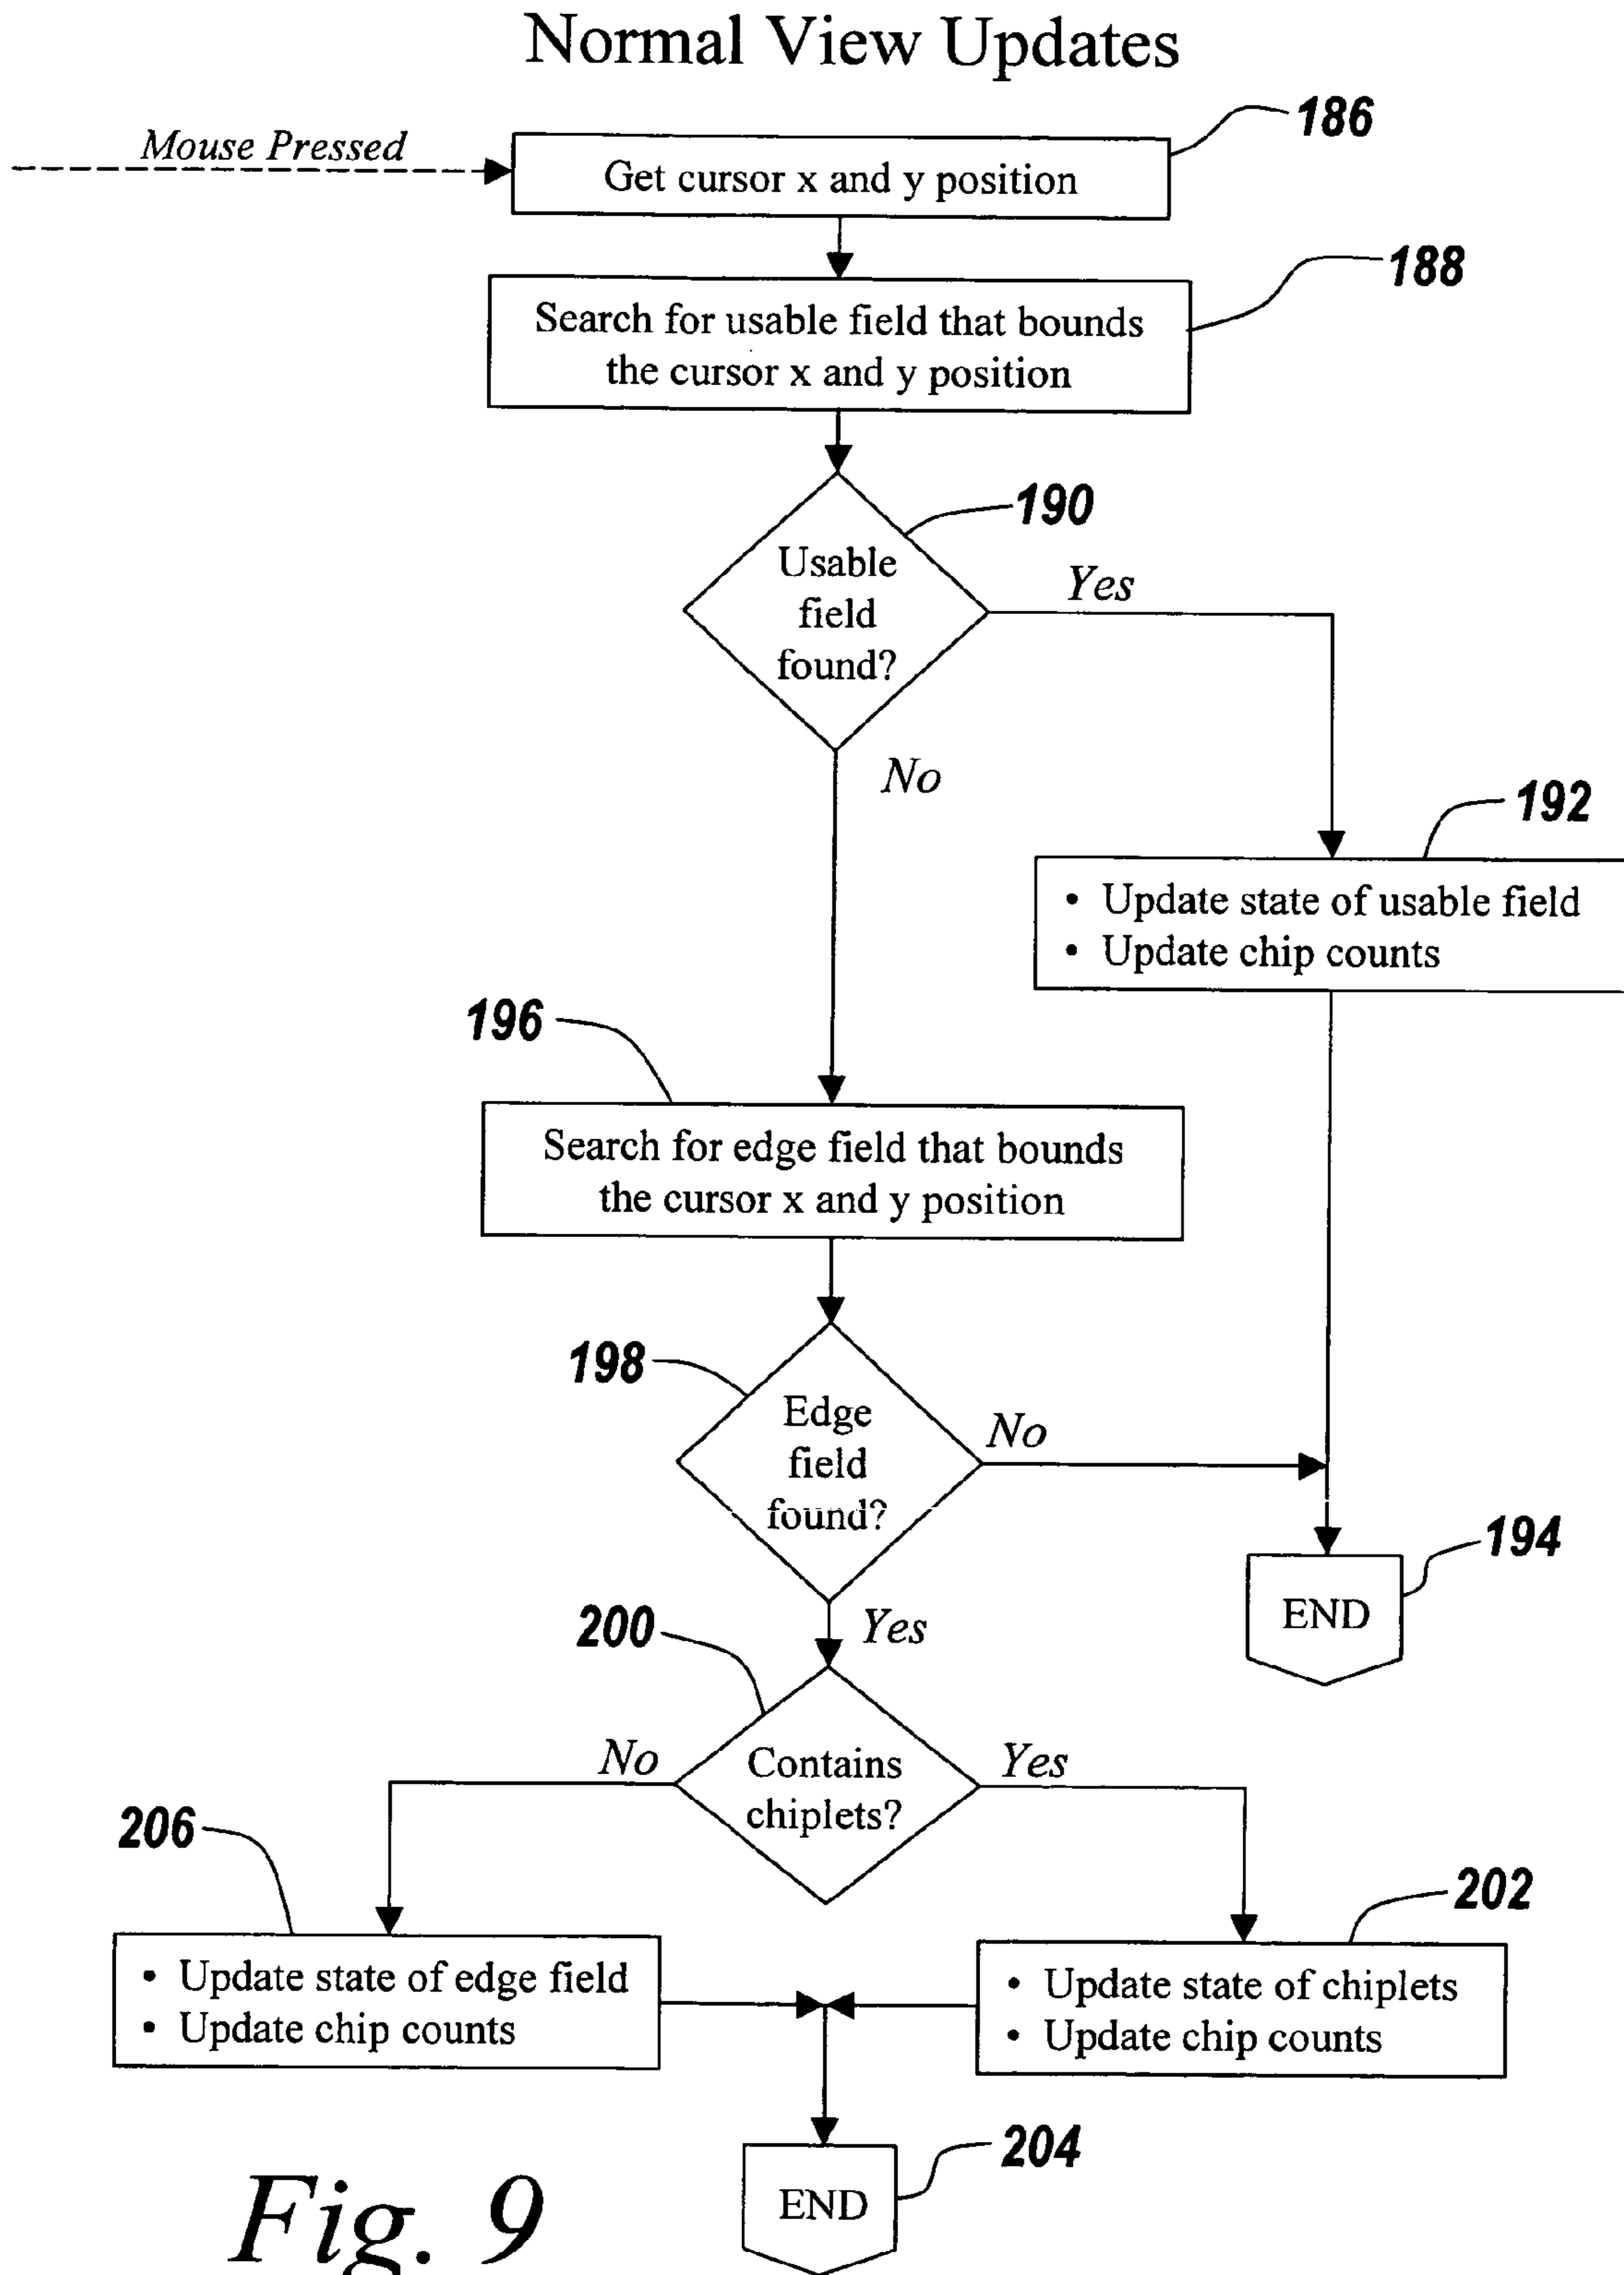 Normal View Updates
186
Mouse Pressed
Get cursor x and y position
188
Search for usable field that bounds
the cursor x and y position
190
Usable
field
found?
Yes
No
192
• Update state of usable field
• Update chip counts
196
Search for edge field that bounds
the cursor x and y position
198
Edge
field
found?
No
194
END
200
Yes
Contains
chiplets?
No
Yes
206
202
• Update state of edge field
• Update chip counts
• Update state of chiplets
• Update chip counts
204
END
Fig. 9